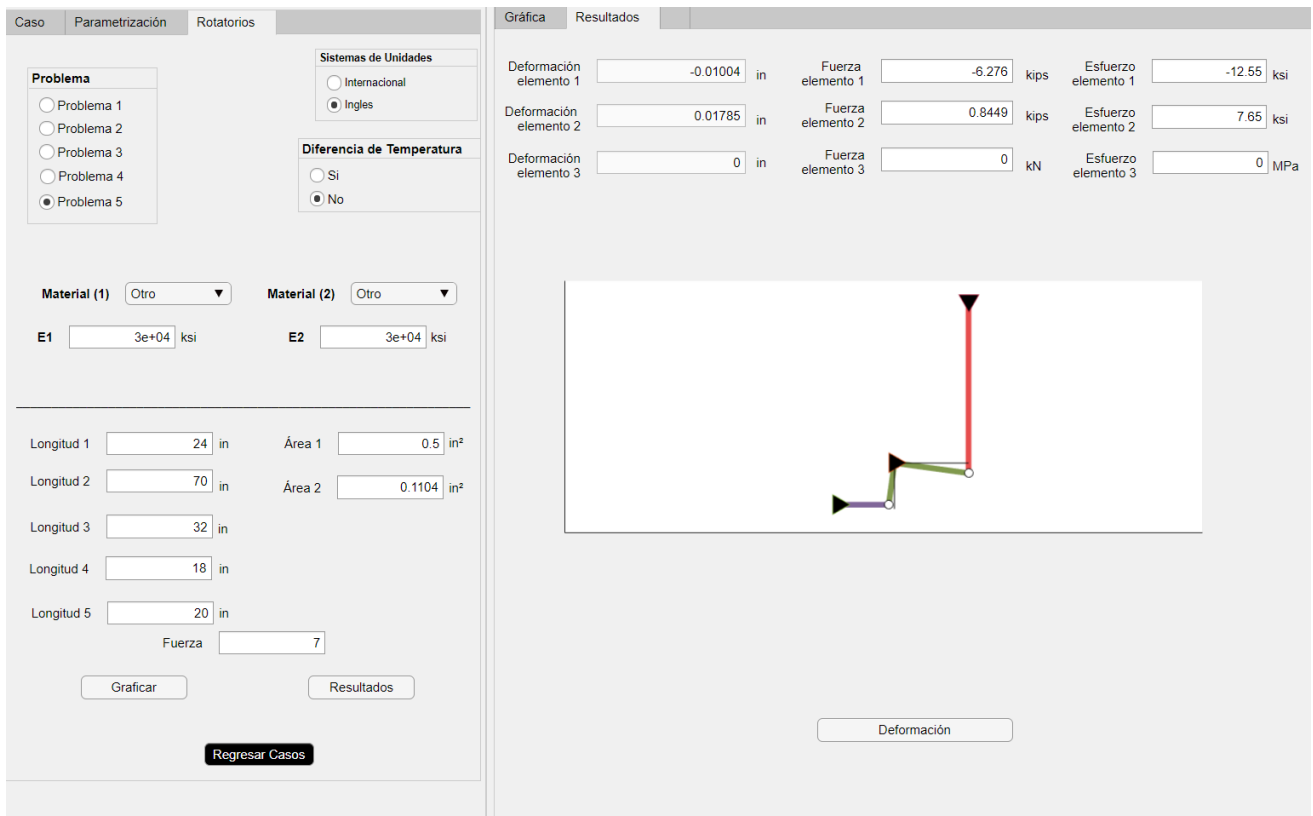 Caso Parametrización Rotatorios
Sistemas de Unidades
Internacional
Ingles
Problema
Problema 1
Problema 2
Problema 3
Problema 4
Problema 5
Diferencia de Temperatura
Si
No
Material (1) Otro Material (2) Otro
E1 3e+04 ksi E2 3e+04 ksi
Longitud 1 24 in Área 1 0.5 in²
Longitud 2 70 in Área 2 0.1104 in²
Longitud 3 32 in
Longitud 4 18 in
Longitud 5 20 in
Fuerza 7
Graficar Resultados
Regresar Casos
Gráfica Resultados
Deformación
elemento 1 -0.01004 in Fuerza
elemento 1 -6.276 kips Esfuerzo
elemento 1 -12.55 ksi
Deformación
elemento 2 0.01785 in Fuerza
elemento 2 0.8449 kips Esfuerzo
elemento 2 7.65 ksi
Deformación
elemento 3 0 in Fuerza
elemento 3 0 kN Esfuerzo
elemento 3 0 MPa
Deformación